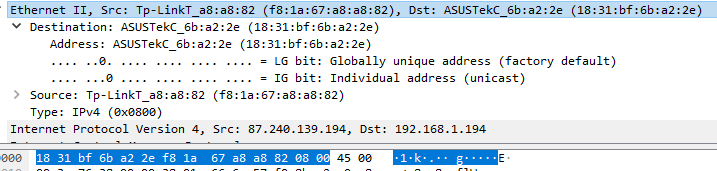 Ethernet II, Src: Tp-LinkT_a8:a8:82 (f8:1a:67:a8:a8:82), Dst: ASUSTekC_6b:a2:2e (18:31:bf:6b:a2:2e)
Destination: ASUSTekC_6b:a2:2e (18:31:bf:6b:a2:2e)
Address: ASUSTekC_6b:a2:2e (18:31:bf:6b:a2:2e)
.... ..0. .... .... .... .... = LG bit: Globally unique address (factory default)
.... ...0 .... .... .... .... = IG bit: Individual address (unicast)
Source: Tp-LinkT_a8:a8:82 (f8:1a:67:a8:a8:82)
Type: IPv4 (0x0800)
Internet Protocol Version 4, Src: 87.240.139.194, Dst: 192.168.1.194
0000 18 31 bf 6b a2 2e f8 1a 67 a8 a8 82 08 00 45 00 ·1·k·.·· g·····E·